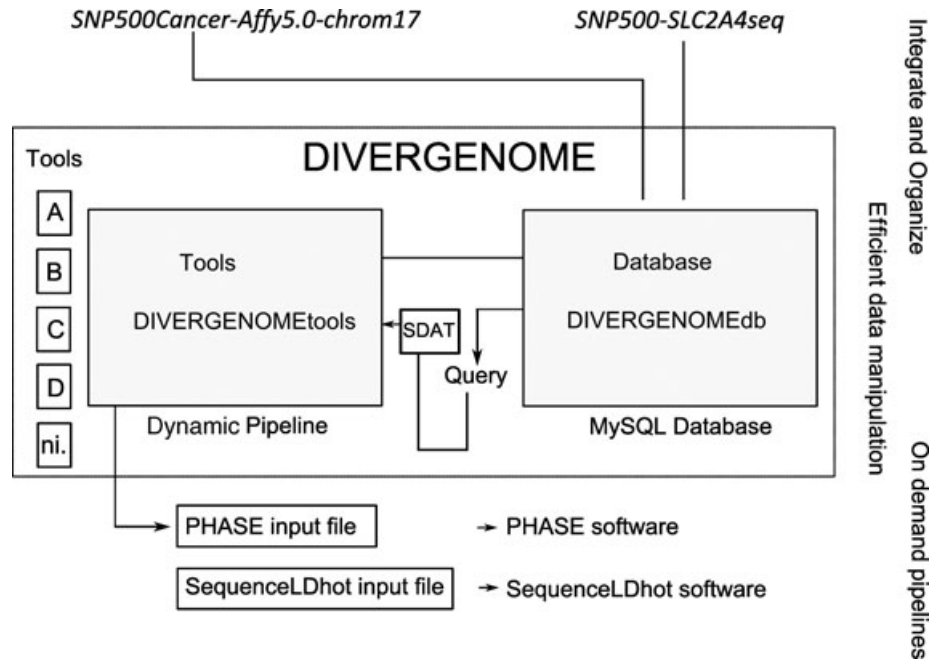 SNP500Cancer-Affy5.0-chrom17
SNP500-SLC2A4seq
DIVERGENOME
Tools
A
B
C
D
ni.
Tools
DIVERGENOMEtools
Dynamic Pipeline
SDAT
Query
Database
DIVERGENOMEdb
MySQL Database
PHASE input file
PHASE software
SequenceLDhot input file
SequenceLDhot software
Integrate and Organize
Efficient data manipulation
On demand pipelines